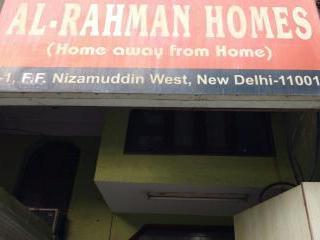 AL-RAHMAN HOMES
(Home away from Home)
-1, F.F. Nizamuddin West, New Delhi-11001